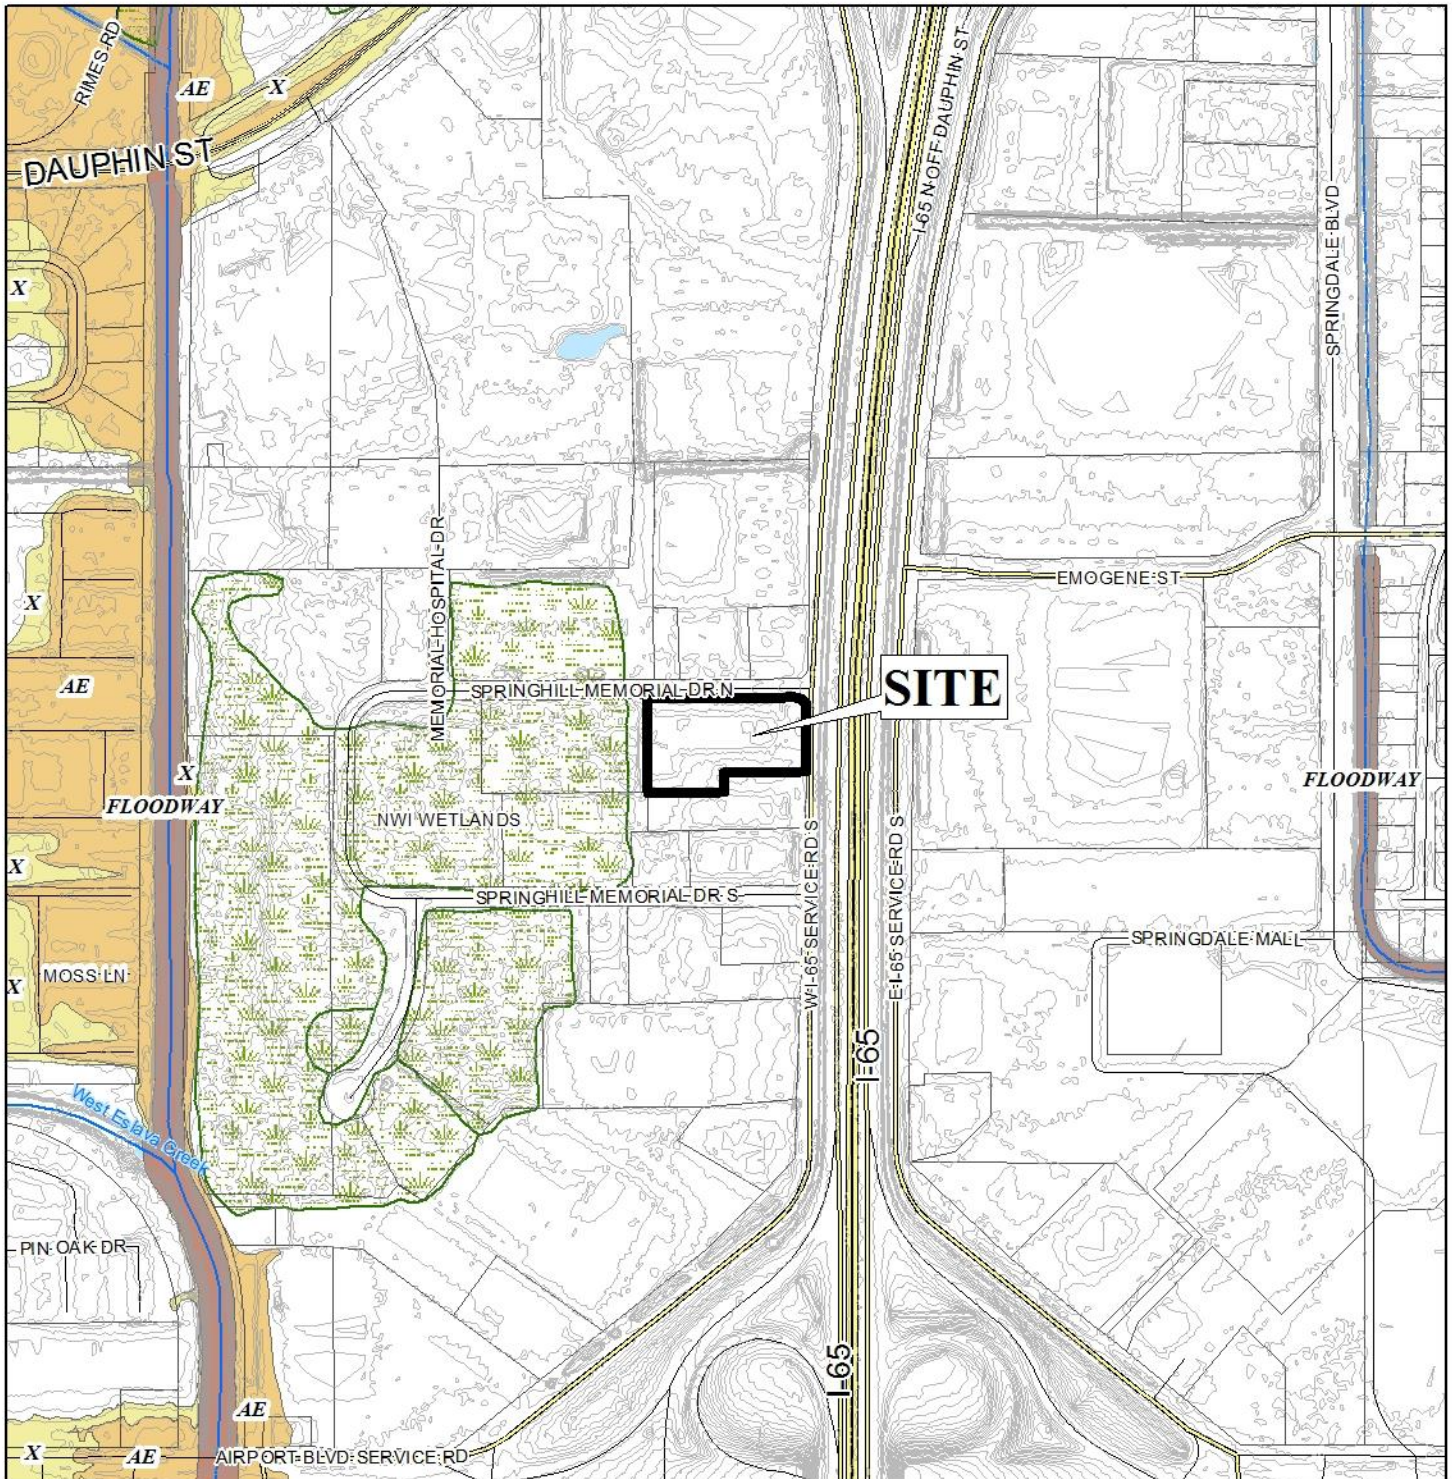 RIMES RD
AE
X
DAUPHIN ST
I-65 N OFF DAUPHIN ST
SPRINGDALE BLVD
X
MEMORIAL HOSPITAL DR
EMOGENE ST
X
AE
SPRINGHILL MEMORIAL DR N
SITE
X
FLOODWAY
FLOODWAY
NWI WETLANDS
X
SPRINGHILL MEMORIAL DR S
W I-65 SERVICE RD S
E I-65 SERVICE RD S
SPRINGDALE MALL
MOSS LN
X
I-65
West Eslava Creek
PIN OAK DR
I-65
AE
X
AE
AIRPORT BLVD SERVICE RD